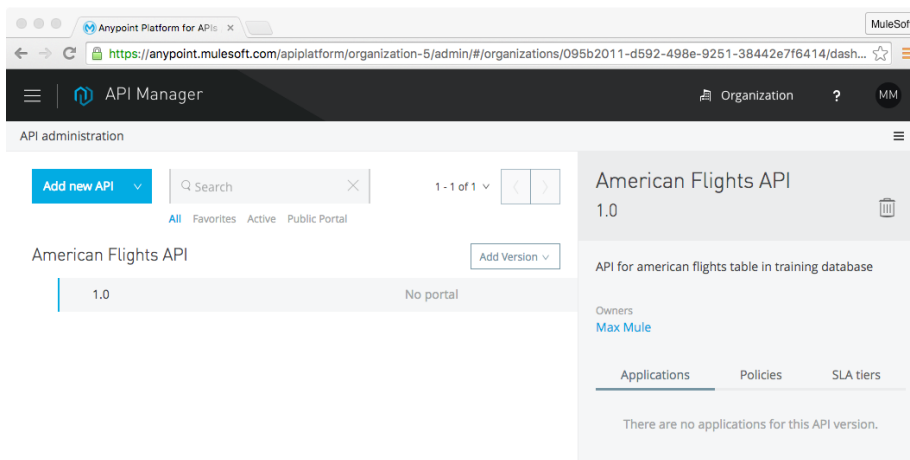 Anypoint Platform for APIs
MuleSoft
https://anypoint.mulesoft.com/apiplatform/organization-5/admin/#/organizations/095b2011-d592-498e-9251-38442e7f6414/dash...
API Manager
Organization
?
MM
API administration
Add new API
Search
1 - 1 of 1
All Favorites Active Public Portal
American Flights API
Add Version
1.0
No portal
American Flights API
1.0
API for american flights table in training database
Owners
Max Mule
Applications Policies SLA tiers
There are no applications for this API version.